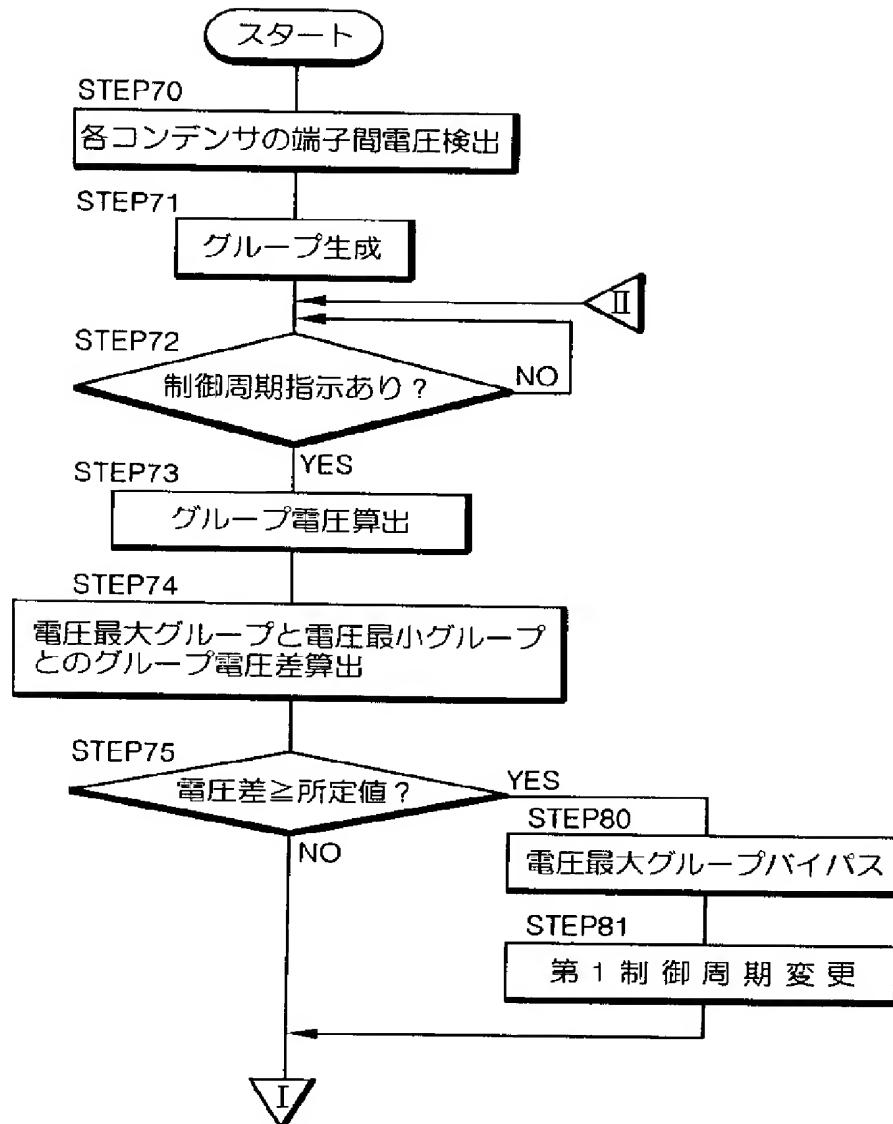 スタート
STEP70
各コンデンサの端子間電圧検出
STEP71
グループ生成
II
STEP72
制御周期指示あり?
NO
YES
STEP73
グループ電圧算出
STEP74
電圧最大グループと電圧最小グループ
とのグループ電圧差算出
STEP75
電圧差≧所定値?
YES
NO
STEP80
電圧最大グループバイパス
STEP81
第1制御周期変更
I